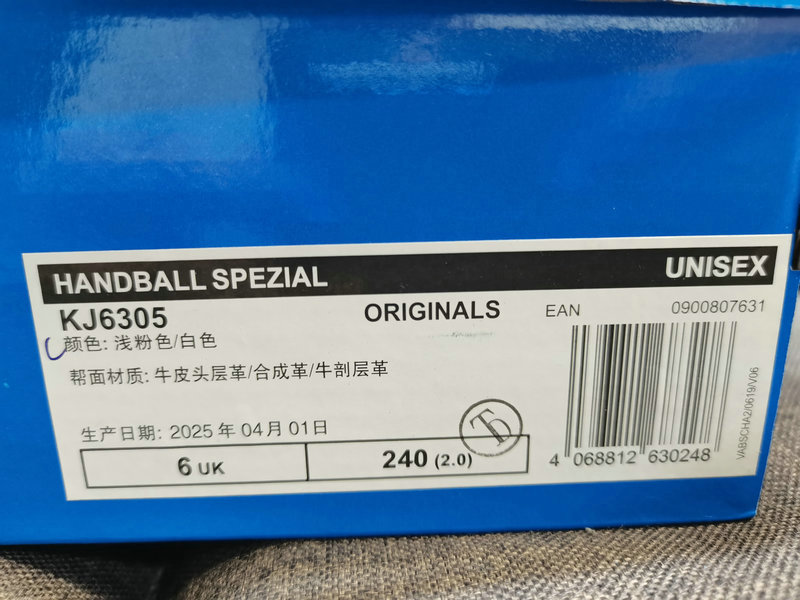 HANDBALL SPEZIAL
UNISEX
KJ6305
ORIGINALS
EAN
0900807631
颜色: 浅粉色/白色
帮面材质: 牛皮头层革/合成革/牛剖层革
生产日期: 2025 年 04 月 01日
6 UK
240 (2.0)
4 068812 630248
VABSCHA2/0619/V06